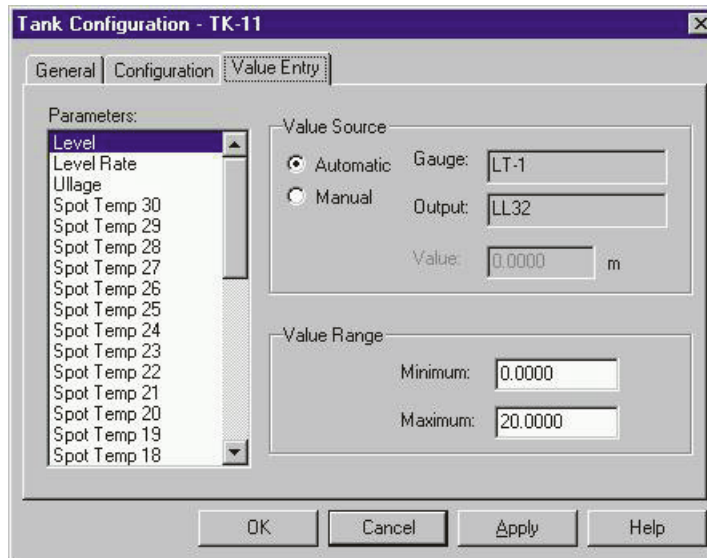 Tank Configuration - TK-11
General
Configuration
Value Entry
Parameters:
Level
Level Rate
Ullage
Spot Temp 30
Spot Temp 29
Spot Temp 28
Spot Temp 27
Spot Temp 26
Spot Temp 25
Spot Temp 24
Spot Temp 23
Spot Temp 22
Spot Temp 21
Spot Temp 20
Spot Temp 19
Spot Temp 18
Value Source
Automatic
Manual
Gauge: LT-1
Output: LL32
Value: 0.0000 m
Value Range
Minimum: 0.0000
Maximum: 20.0000
OK
Cancel
Apply
Help